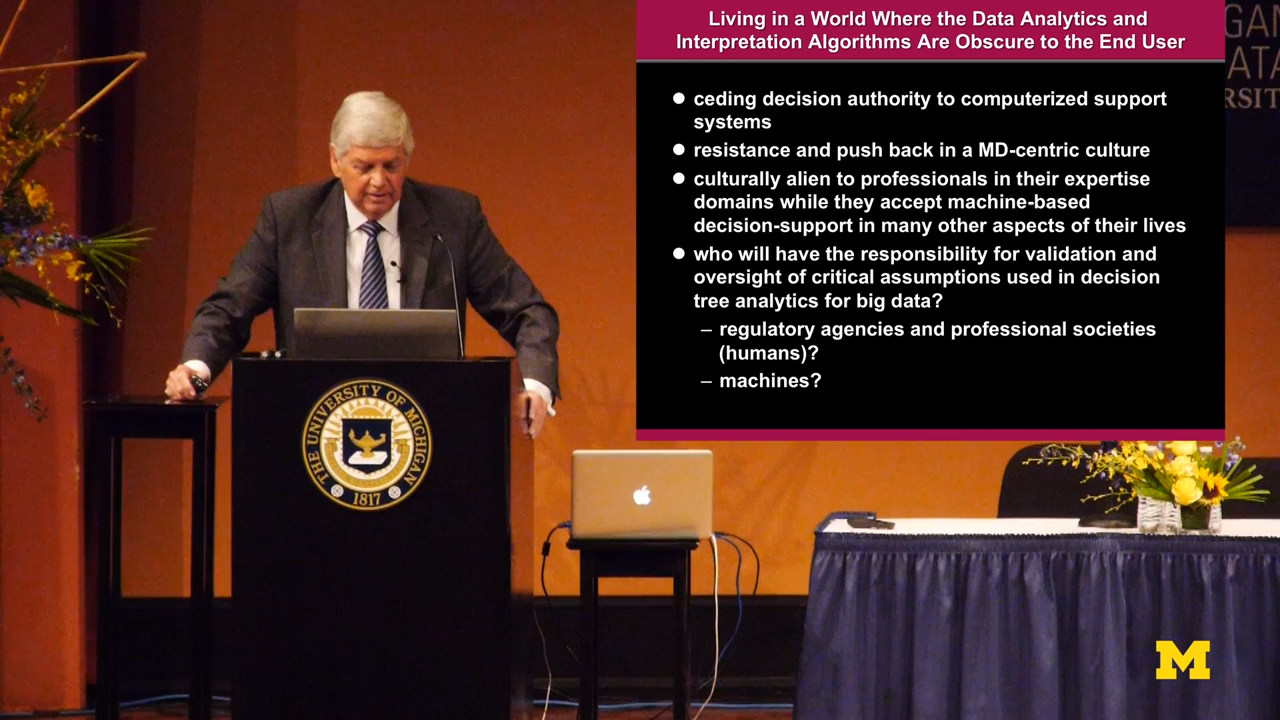 Living in a World Where the Data Analytics and
Interpretation Algorithms Are Obscure to the End User
● ceding decision authority to computerized support
systems
● resistance and push back in a MD-centric culture
● culturally alien to professionals in their expertise
domains while they accept machine-based
decision-support in many other aspects of their lives
● who will have the responsibility for validation and
oversight of critical assumptions used in decision
tree analytics for big data?
– regulatory agencies and professional societies
(humans)?
– machines?
THE UNIVERSITY OF MICHIGAN
1817
M